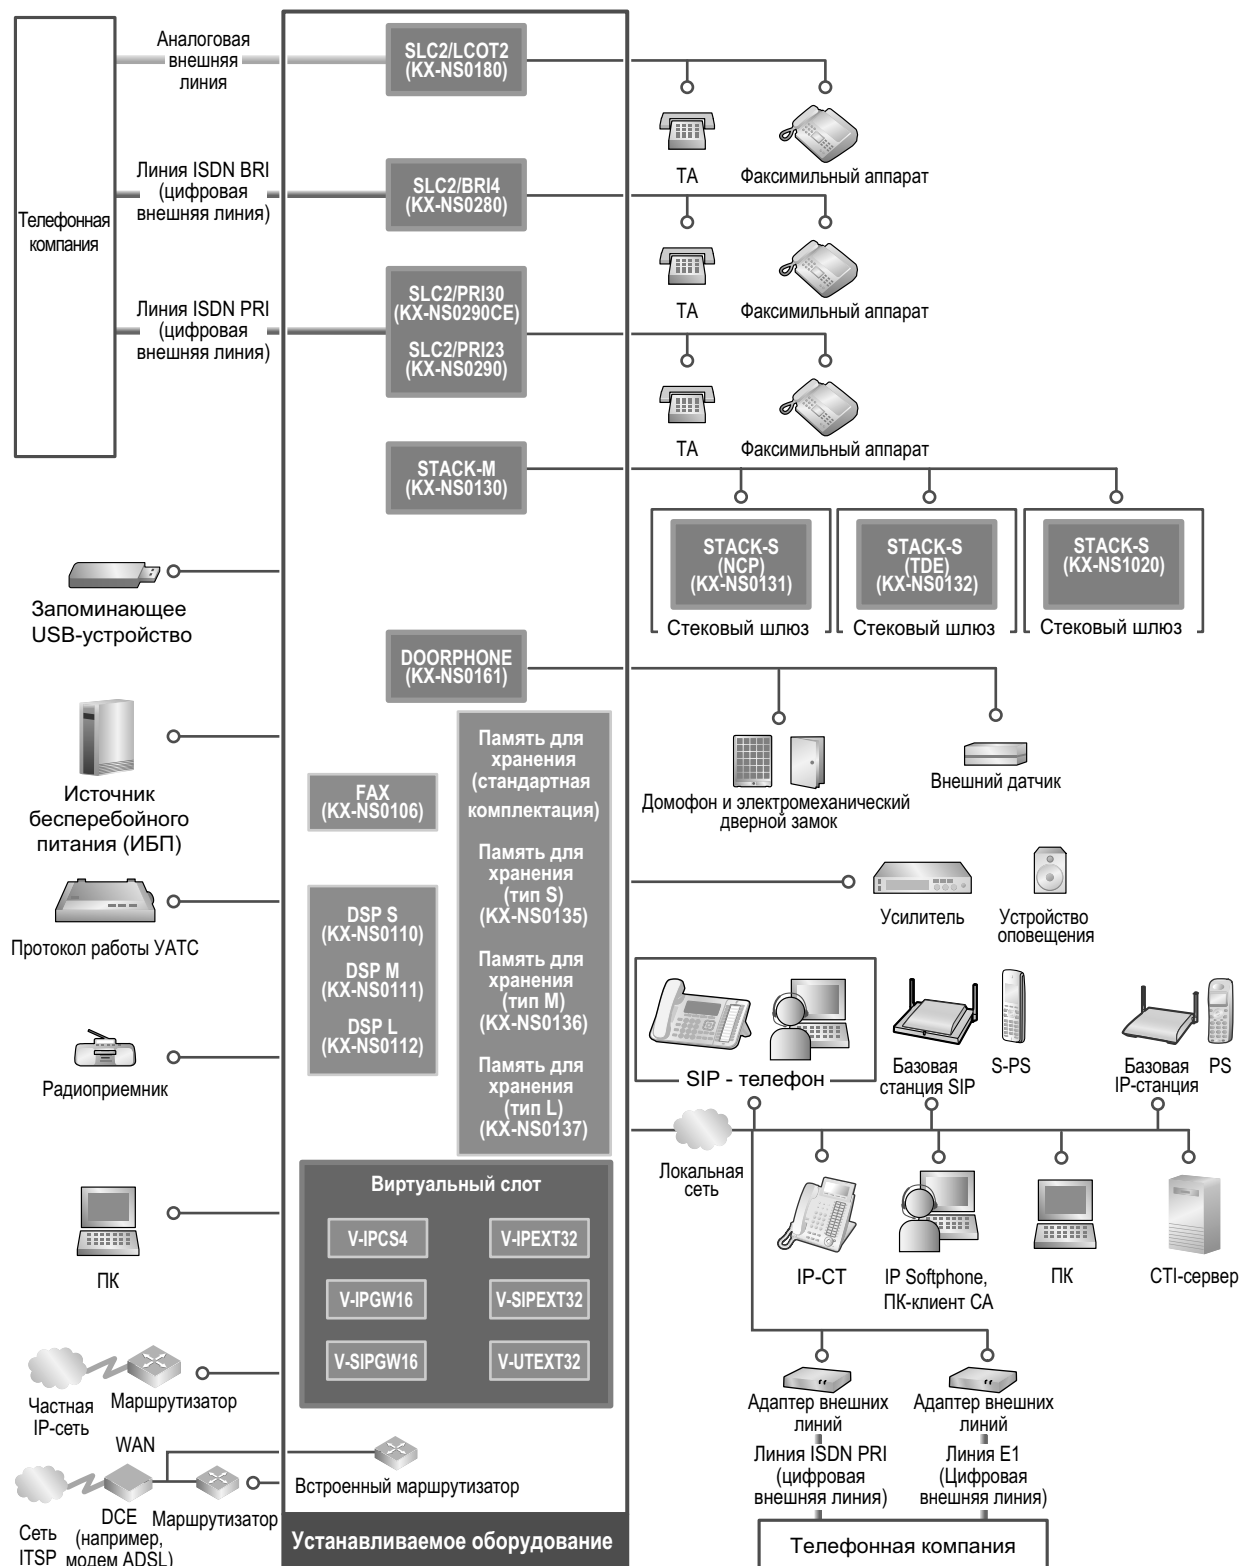 Телефонная
компания
Аналоговая
внешняя
линия
SLC2/LCOT2
(KX-NS0180)
TA
Факсимильный аппарат
Линия ISDN BRI
(цифровая
внешняя линия)
SLC2/BRI4
(KX-NS0280)
TA
Факсимильный аппарат
Линия ISDN PRI
(цифровая
внешняя линия)
SLC2/PRI30
(KX-NS0290CE)
SLC2/PRI23
(KX-NS0290)
TA
Факсимильный аппарат
STACK-M
(KX-NS0130)
STACK-S
(NCP)
(KX-NS0131)
Стековый шлюз
STACK-S
(TDE)
(KX-NS0132)
Стековый шлюз
STACK-S
(KX-NS1020)
Стековый шлюз
Запоминающее
USB-устройство
DOORPHONE
(KX-NS0161)
Домофон и электромеханический
дверной замок
Внешний датчик
Источник
бесперебойного
питания (ИБП)
FAX
(KX-NS0106)
Память для
хранения
(стандартная
комплектация)
Память для
хранения
(тип S)
(KX-NS0135)
Память для
хранения
(тип M)
(KX-NS0136)
Память для
хранения
(тип L)
(KX-NS0137)
Усилитель
Устройство
оповещения
Протокол работы УАТС
DSP S
(KX-NS0110)
DSP M
(KX-NS0111)
DSP L
(KX-NS0112)
Радиоприемник
SIP - телефон
Базовая
станция SIP
S-PS
Базовая
IP-станция
PS
Локальная
сеть
IP-CT
IP Softphone,
ПК-клиент CA
ПК
CTI-сервер
ПК
Виртуальный слот
V-IPCS4
V-IPEXT32
V-IPGW16
V-SIPEXT32
V-SIPGW16
V-UTEXT32
Частная
IP-сеть
Маршрутизатор
WAN
Сеть
ITSP
DCE
(например,
модем ADSL)
Маршрутизатор
Встроенный маршрутизатор
Устанавливаемое оборудование
Адаптер внешних
линий
Линия ISDN PRI
(цифровая
внешняя линия)
Адаптер внешних
линий
Линия E1
(Цифровая
внешняя линия)
Телефонная компания